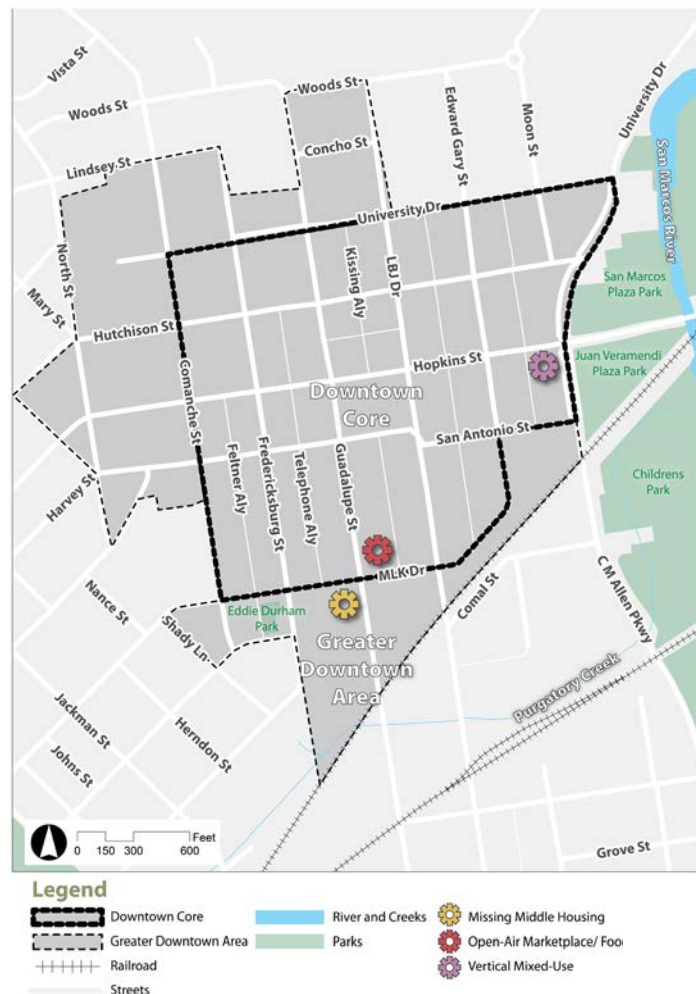 Vista St
Woods St
Woods St
Lindsey St
Concho St
Edward Gary St
Moon St
University Dr
San Marcos River
University Dr
North St
Mary St
Kissing Aly
LBJ Dr
San Marcos
Plaza Park
Hutchison St
Comanche St
Hopkins St
Juan Veramendi
Plaza Park
Downtown
Core
San Antonio St
Feltner Aly
Fredericksburg St
Telephone Aly
Guadalupe St
Harvey St
Childrens
Park
MLK Dr
Comal St
C M Allen Pkwy
Nance St
Shady Ln
Eddie Durham
Park
Greater
Downtown
Area
Purgatory Creek
Jackman St
Herndon St
Johns St
Feet
0 150 300 600
Grove St
Legend
Downtown Core
River and Creeks
Missing Middle Housing
Greater Downtown Area
Parks
Open-Air Marketplace/ Foo
Railroad
Vertical Mixed-Use
Streets